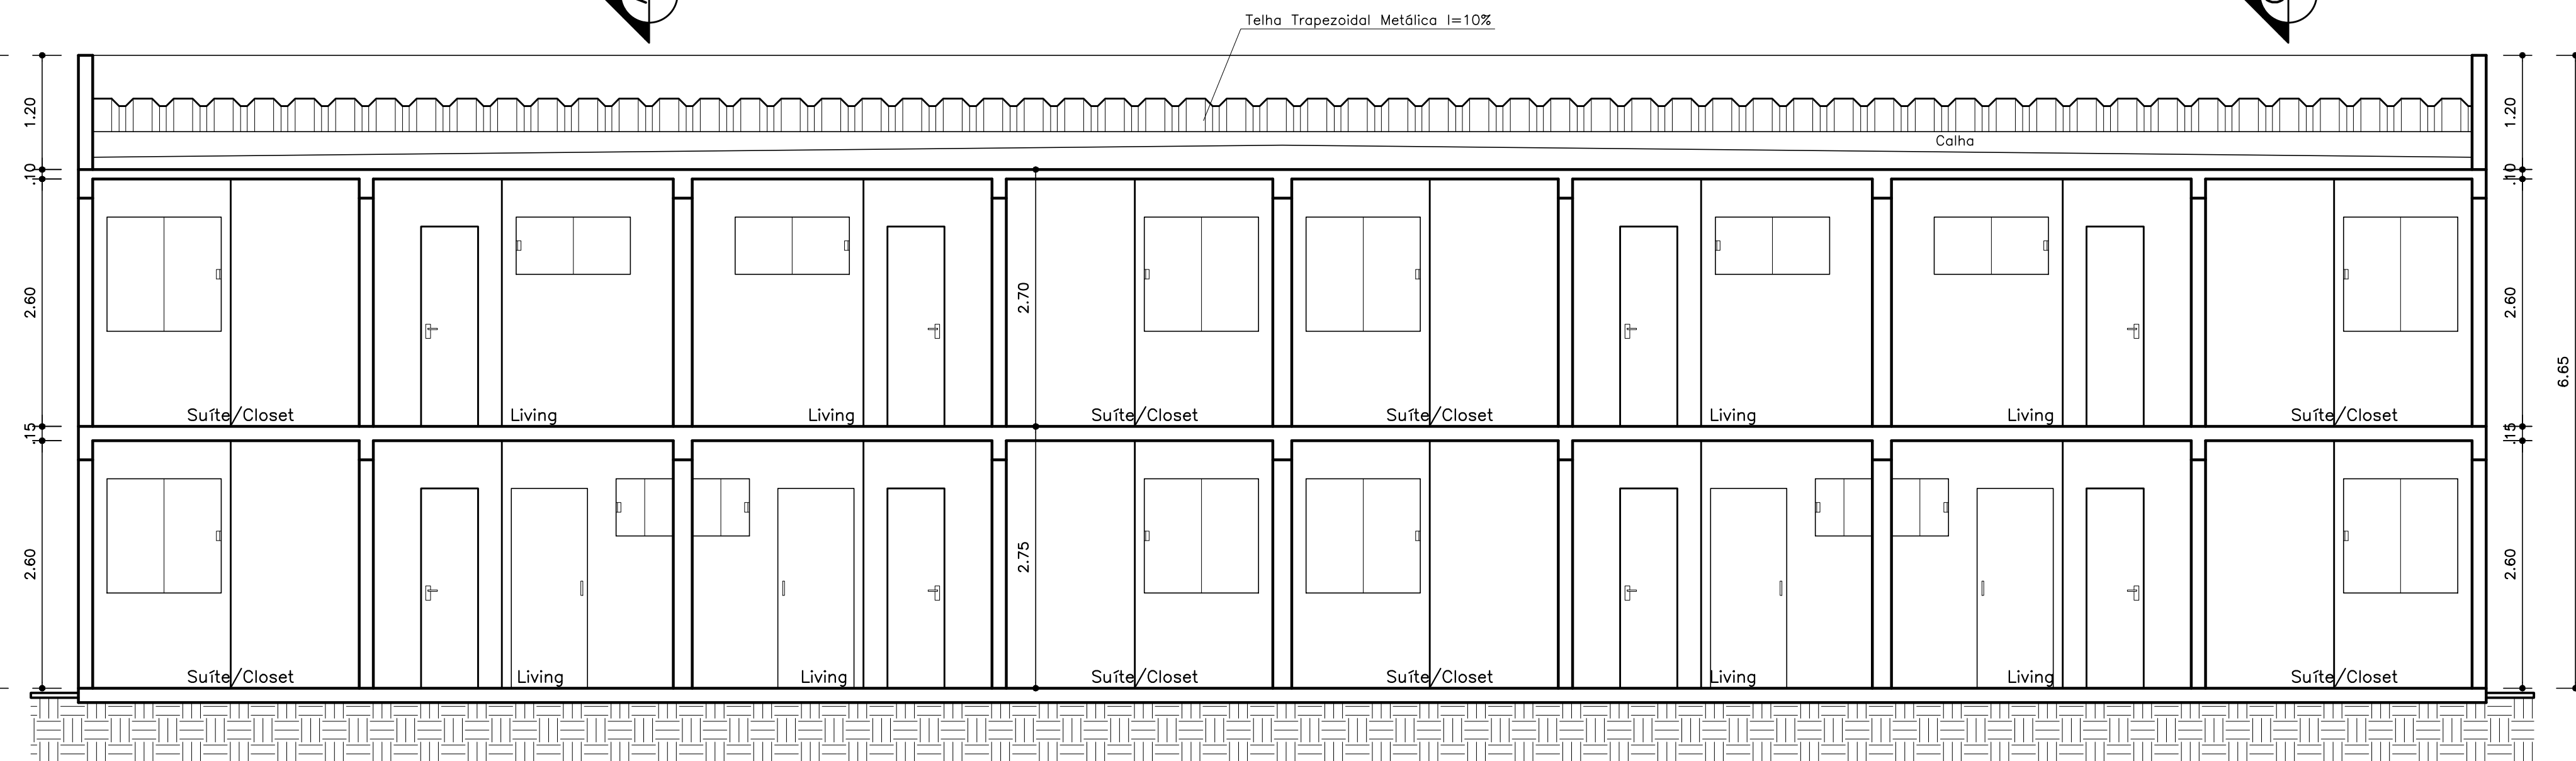 Telha Trapezoidal Metálica I=10%
1.20
1.20
Calha
.10
.10
2.60
2.70
2.60
6.65
Suíte/Closet
Living
Living
Suíte/Closet
Suíte/Closet
Living
Living
Suíte/Closet
.15
.15
2.60
2.75
2.60
Suíte/Closet
Living
Living
Suíte/Closet
Suíte/Closet
Living
Living
Suíte/Closet